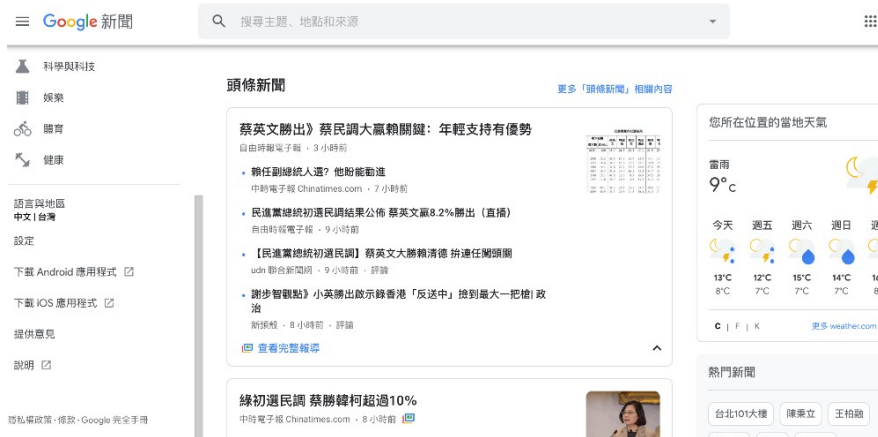 Google 新聞
搜尋主題、地點和來源
科學與科技
娛樂
體育
健康
語言與地區
中文 | 台灣
設定
下載 Android 應用程式
下載 iOS 應用程式
提供意見
說明
隱私權政策 · 條款 · Google 完全手冊
頭條新聞
更多「頭條新聞」相關內容
蔡英文勝出》蔡民調大贏賴關鍵：年輕支持有優勢
自由時報電子報 · 3 小時前
賴任副總統人選？他盼能勸進
中時電子報 Chinatimes.com · 7 小時前
民進黨總統初選民調結果公佈 蔡英文贏8.2%勝出（直播）
自由時報電子報 · 9 小時前
【民進黨總統初選民調】蔡英文大勝賴清德 拚連任闖頭關
udn 聯合新聞網 · 9 小時前 · 評論
謝步智觀點》小英勝出啟示錄香港「反送中」撿到最大一把槍| 政
治
新頭殼 · 8 小時前 · 評論
查看完整報導
綠初選民調 蔡勝韓柯超過10%
中時電子報 Chinatimes.com · 8 小時前
您所在位置的當地天氣
雷雨
9°C
今天 週五 週六 週日
13°C 12°C 15°C 14°C
8°C 7°C 7°C 7°C
C | F | K
更多 weather.com
熱門新聞
台北101大樓 陳秉立 王柏融